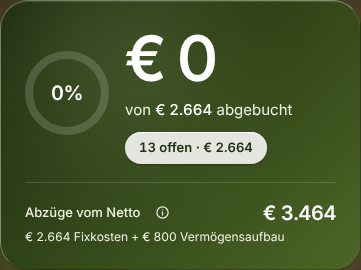 € 0
0%
von € 2.664 abgebucht
13 offen · € 2.664
Abzüge vom Netto
€ 3.464
€ 2.664 Fixkosten + € 800 Vermögensaufbau